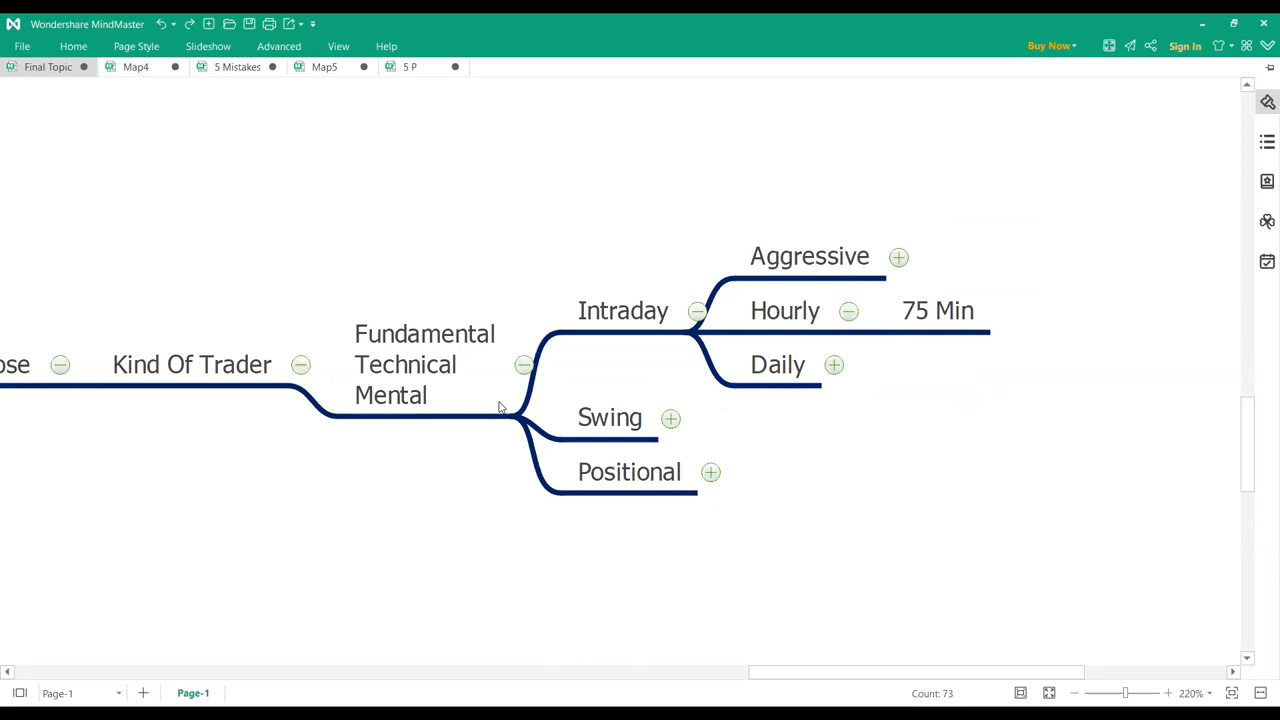 Wondershare MindMaster
File Home Page Style Slideshow Advanced View Help Buy Now Sign In
Final Topic Map4 5 Mistakes Map5 5 P
Aggressive
Intraday Hourly 75 Min
Fundamental
ose Kind Of Trader Technical Daily
Mental
Swing
Positional
Page-1 Page-1 Count: 73 220%